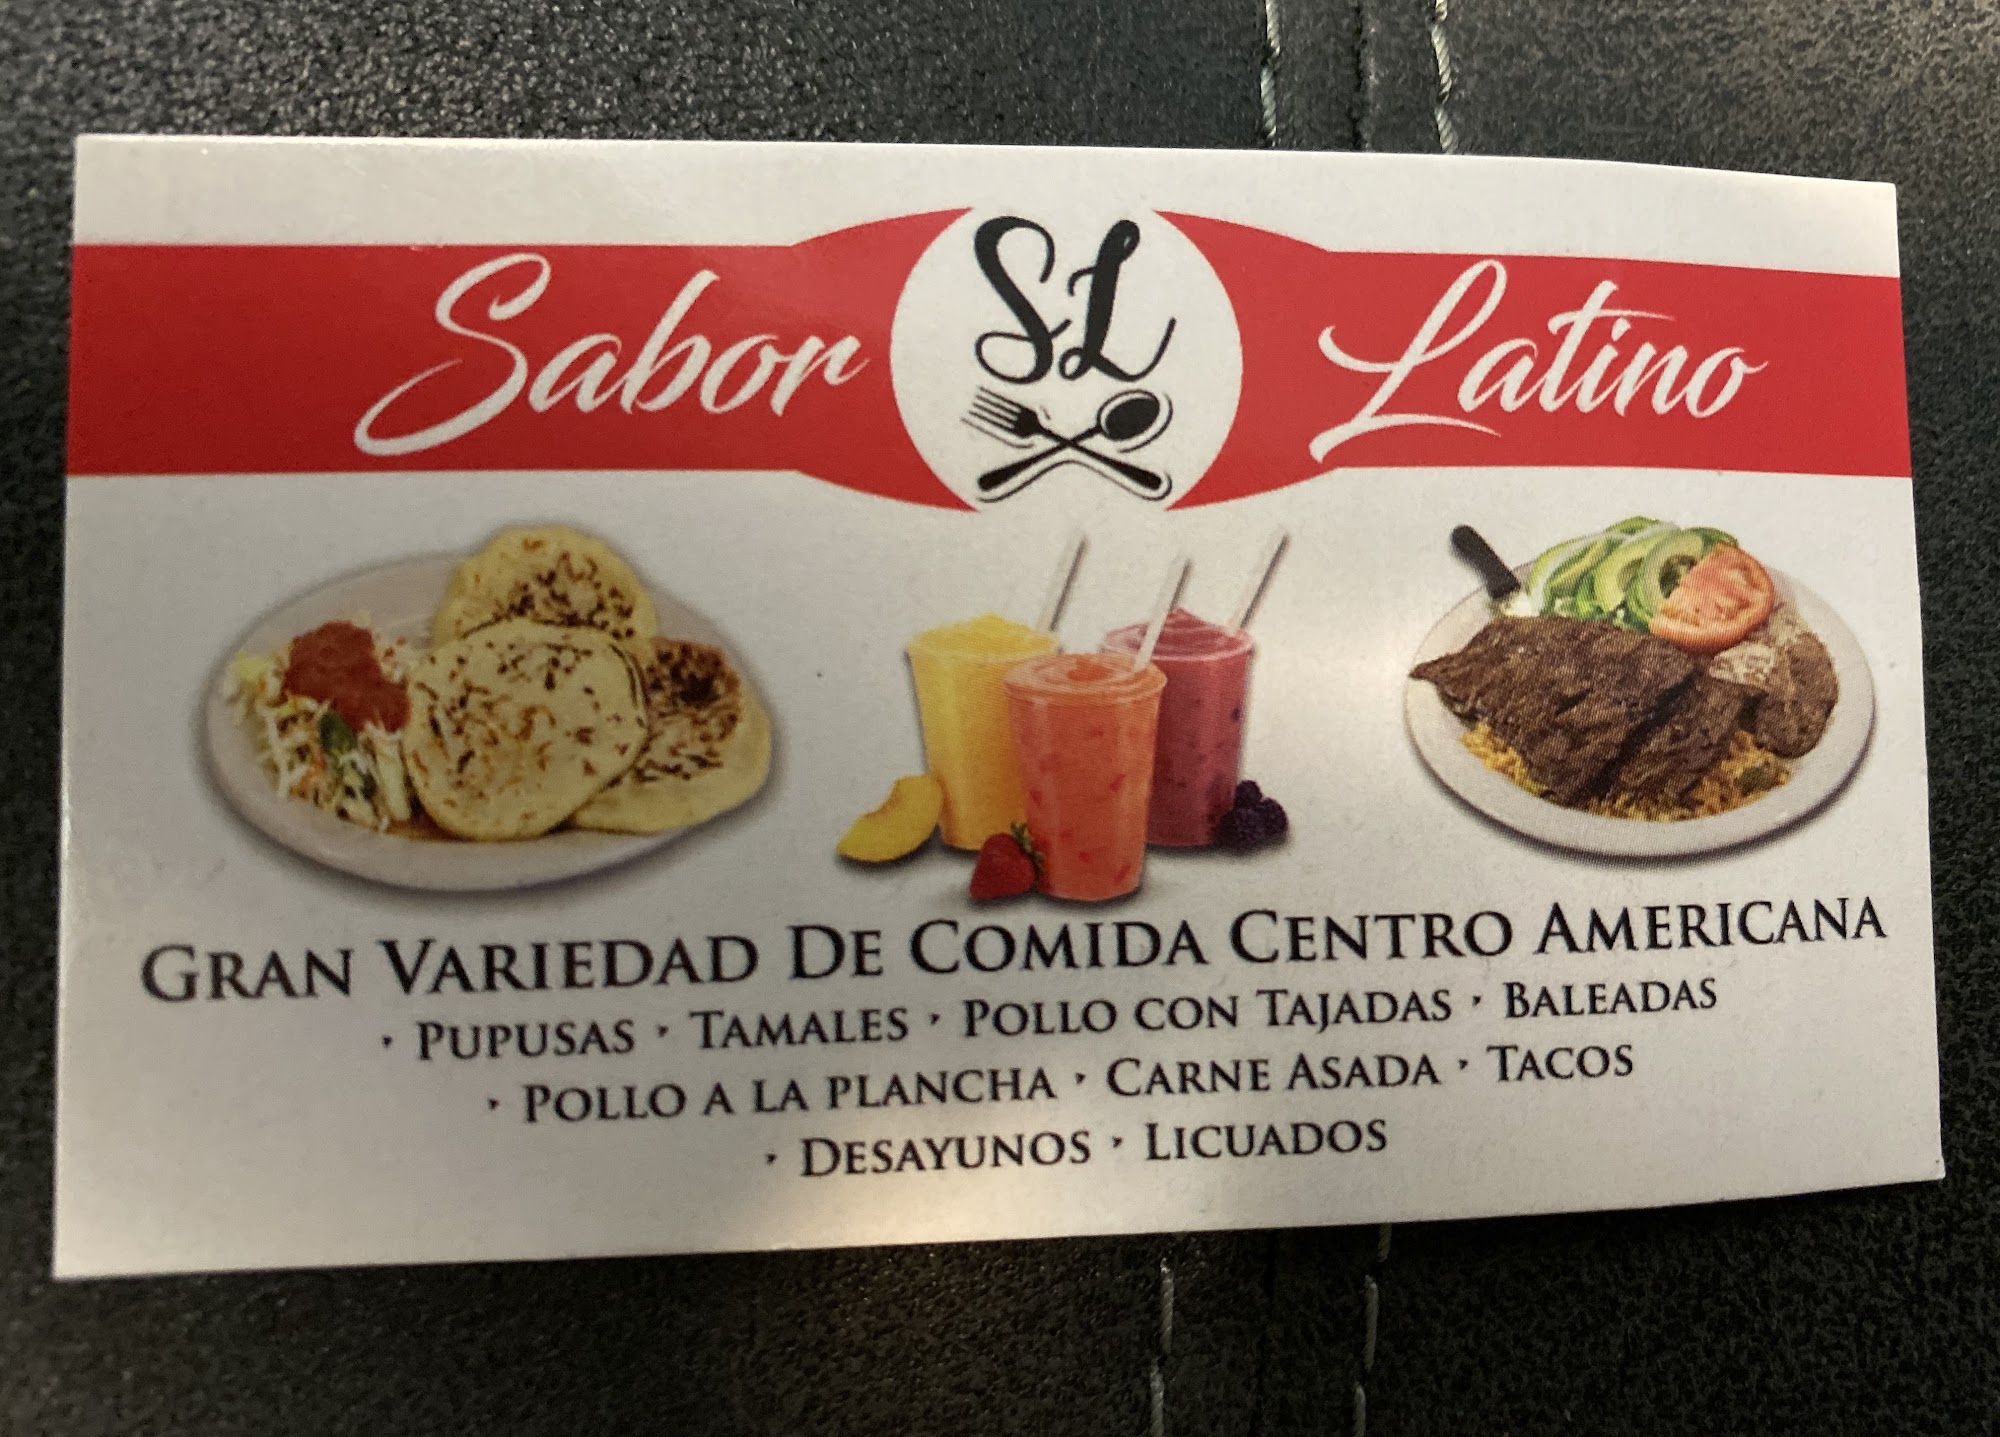 Sabor SL Latino
GRAN VARIEDAD DE COMIDA CENTRO AMERICANA
· PUPUSAS · TAMALES · POLLO CON TAJADAS · BALEADAS
· POLLO A LA PLANCHA · CARNE ASADA · TACOS
· DESAYUNOS · LICUADOS